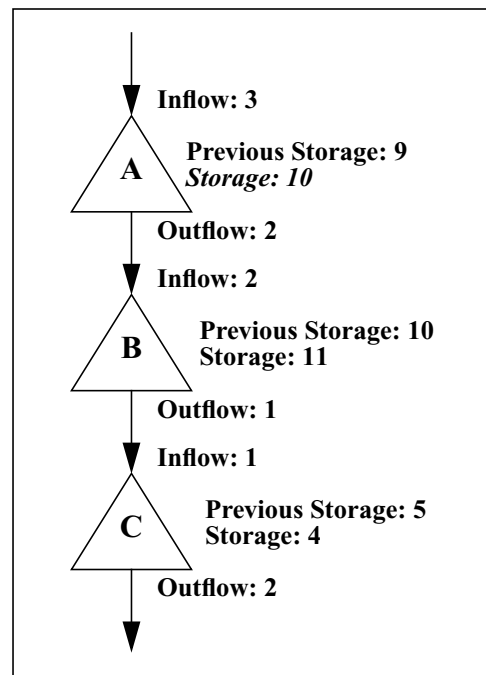 Inflow: 3
A
Previous Storage: 9
Storage: 10
Outflow: 2
Inflow: 2
B
Previous Storage: 10
Storage: 11
Outflow: 1
Inflow: 1
C
Previous Storage: 5
Storage: 4
Outflow: 2